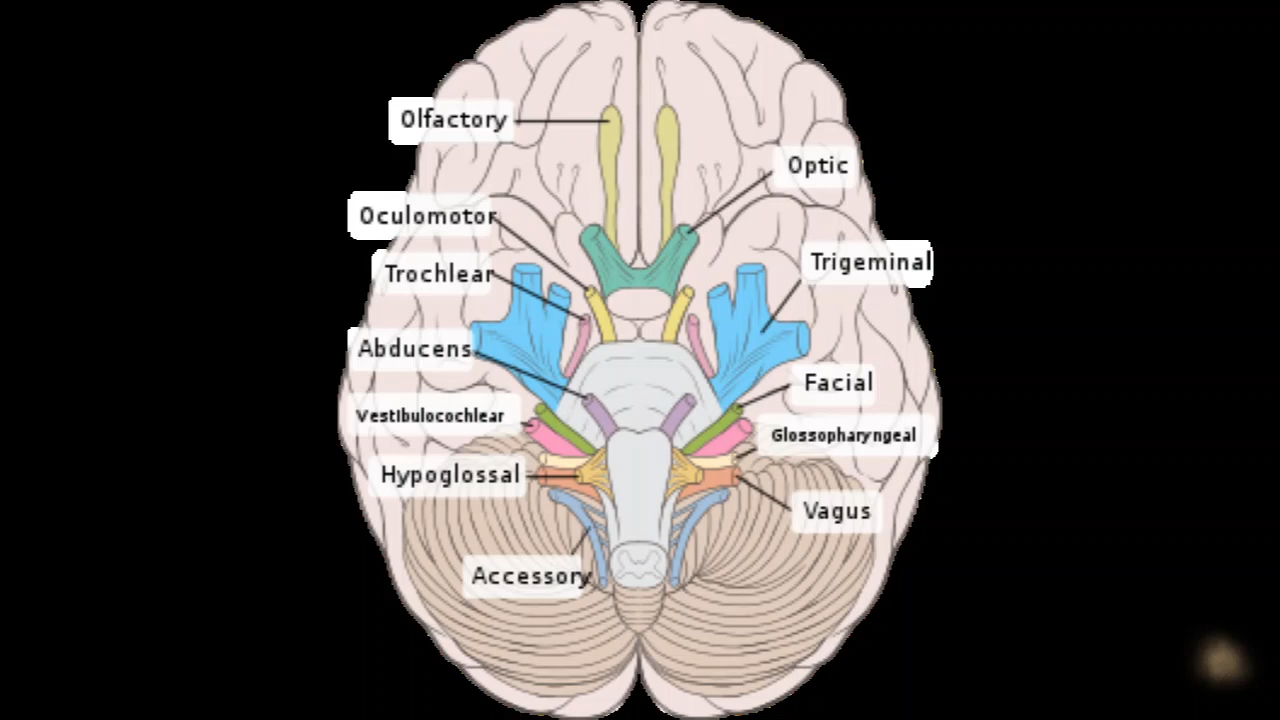 Olfactory
Optic
Oculomotor
Trigeminal
Trochlear
Abducens
Facial
Vestibulocochlear
Glossopharyngeal
Hypoglossal
Vagus
Accessory